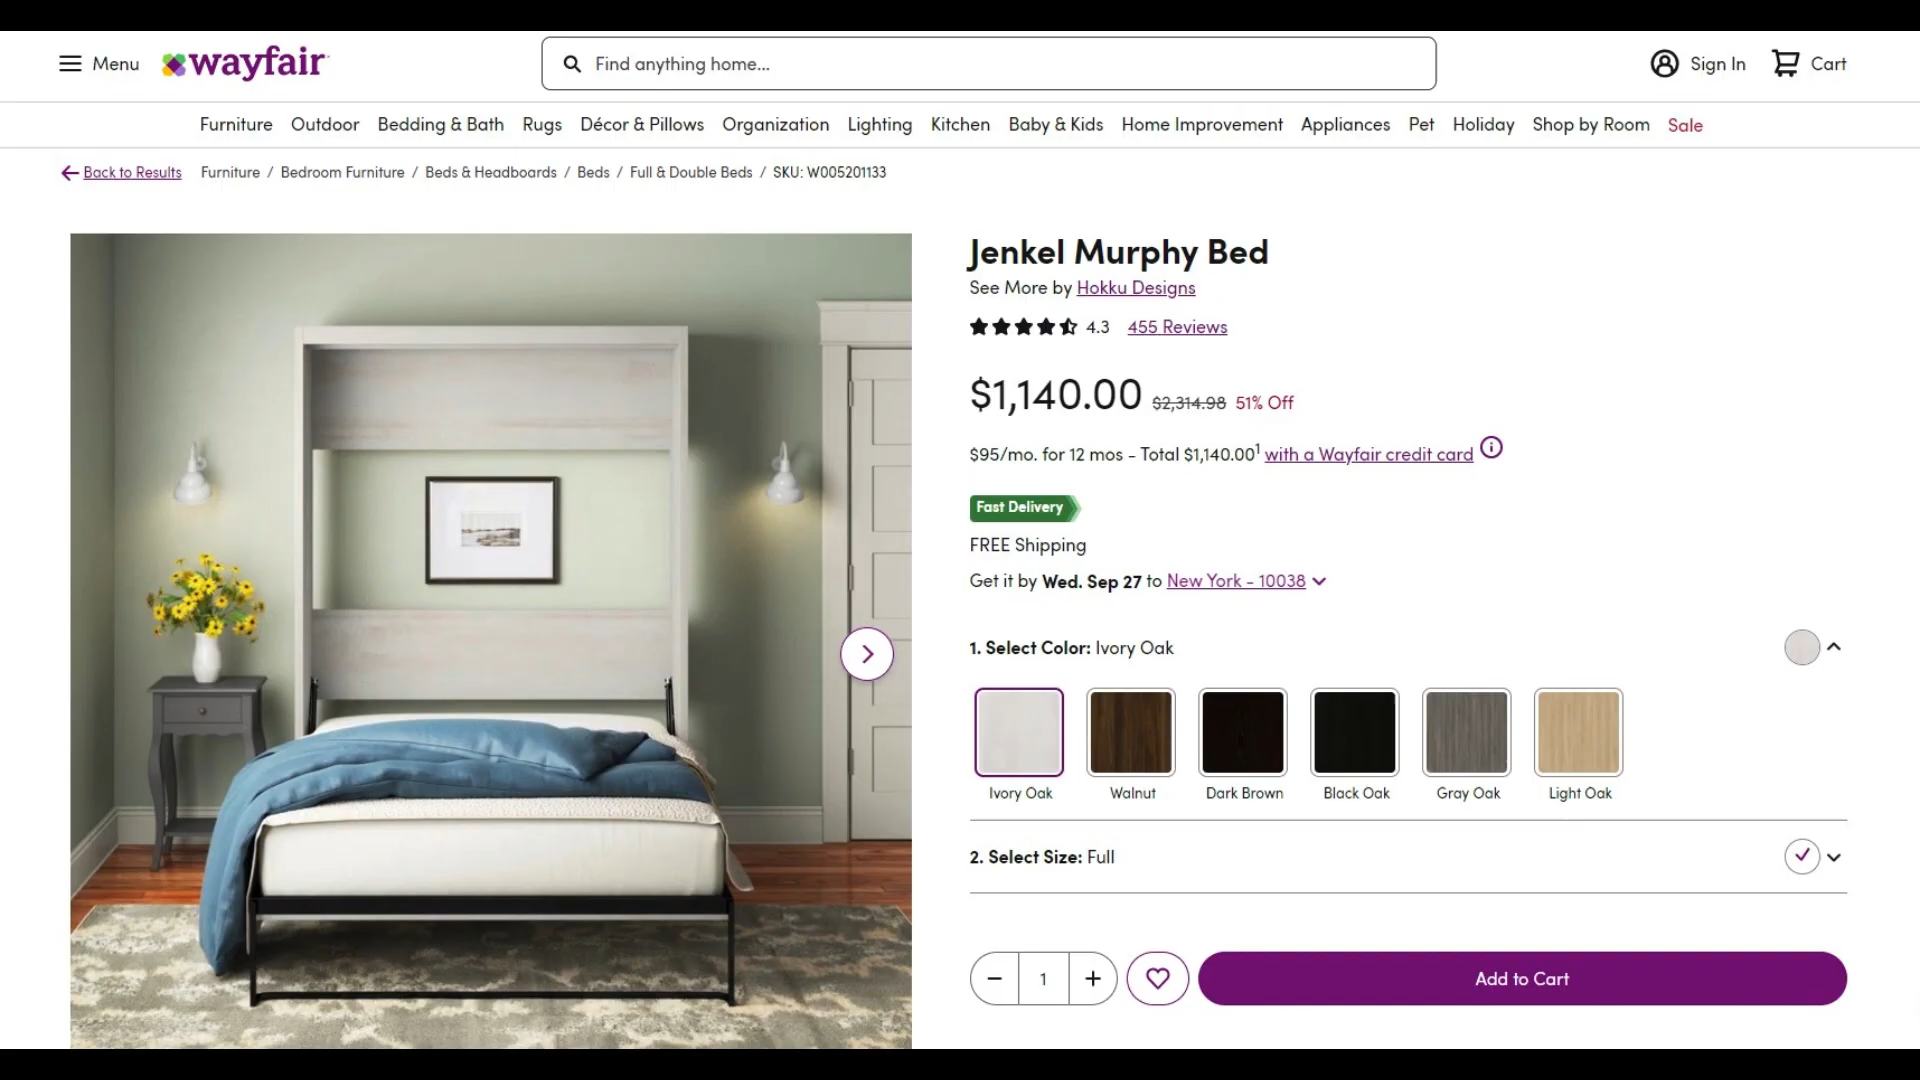 Menu
wayfair
Find anything home...
Sign In
Cart
Furniture Outdoor Bedding & Bath Rugs Décor & Pillows Organization Lighting Kitchen Baby & Kids Home Improvement Appliances Pet Holiday Shop by Room Sale
Back to Results Furniture / Bedroom Furniture / Beds & Headboards / Beds / Full & Double Beds / SKU: W005201133
Jenkel Murphy Bed
See More by Hokku Designs
4.3 455 Reviews
$1,140.00 $2,314.98 51% Off
$95/mo. for 12 mos - Total $1,140.00¹ with a Wayfair credit card
Fast Delivery
FREE Shipping
Get it by Wed. Sep 27 to New York - 10038
1. Select Color: Ivory Oak
Ivory Oak Walnut Dark Brown Black Oak Gray Oak Light Oak
2. Select Size: Full
1
Add to Cart